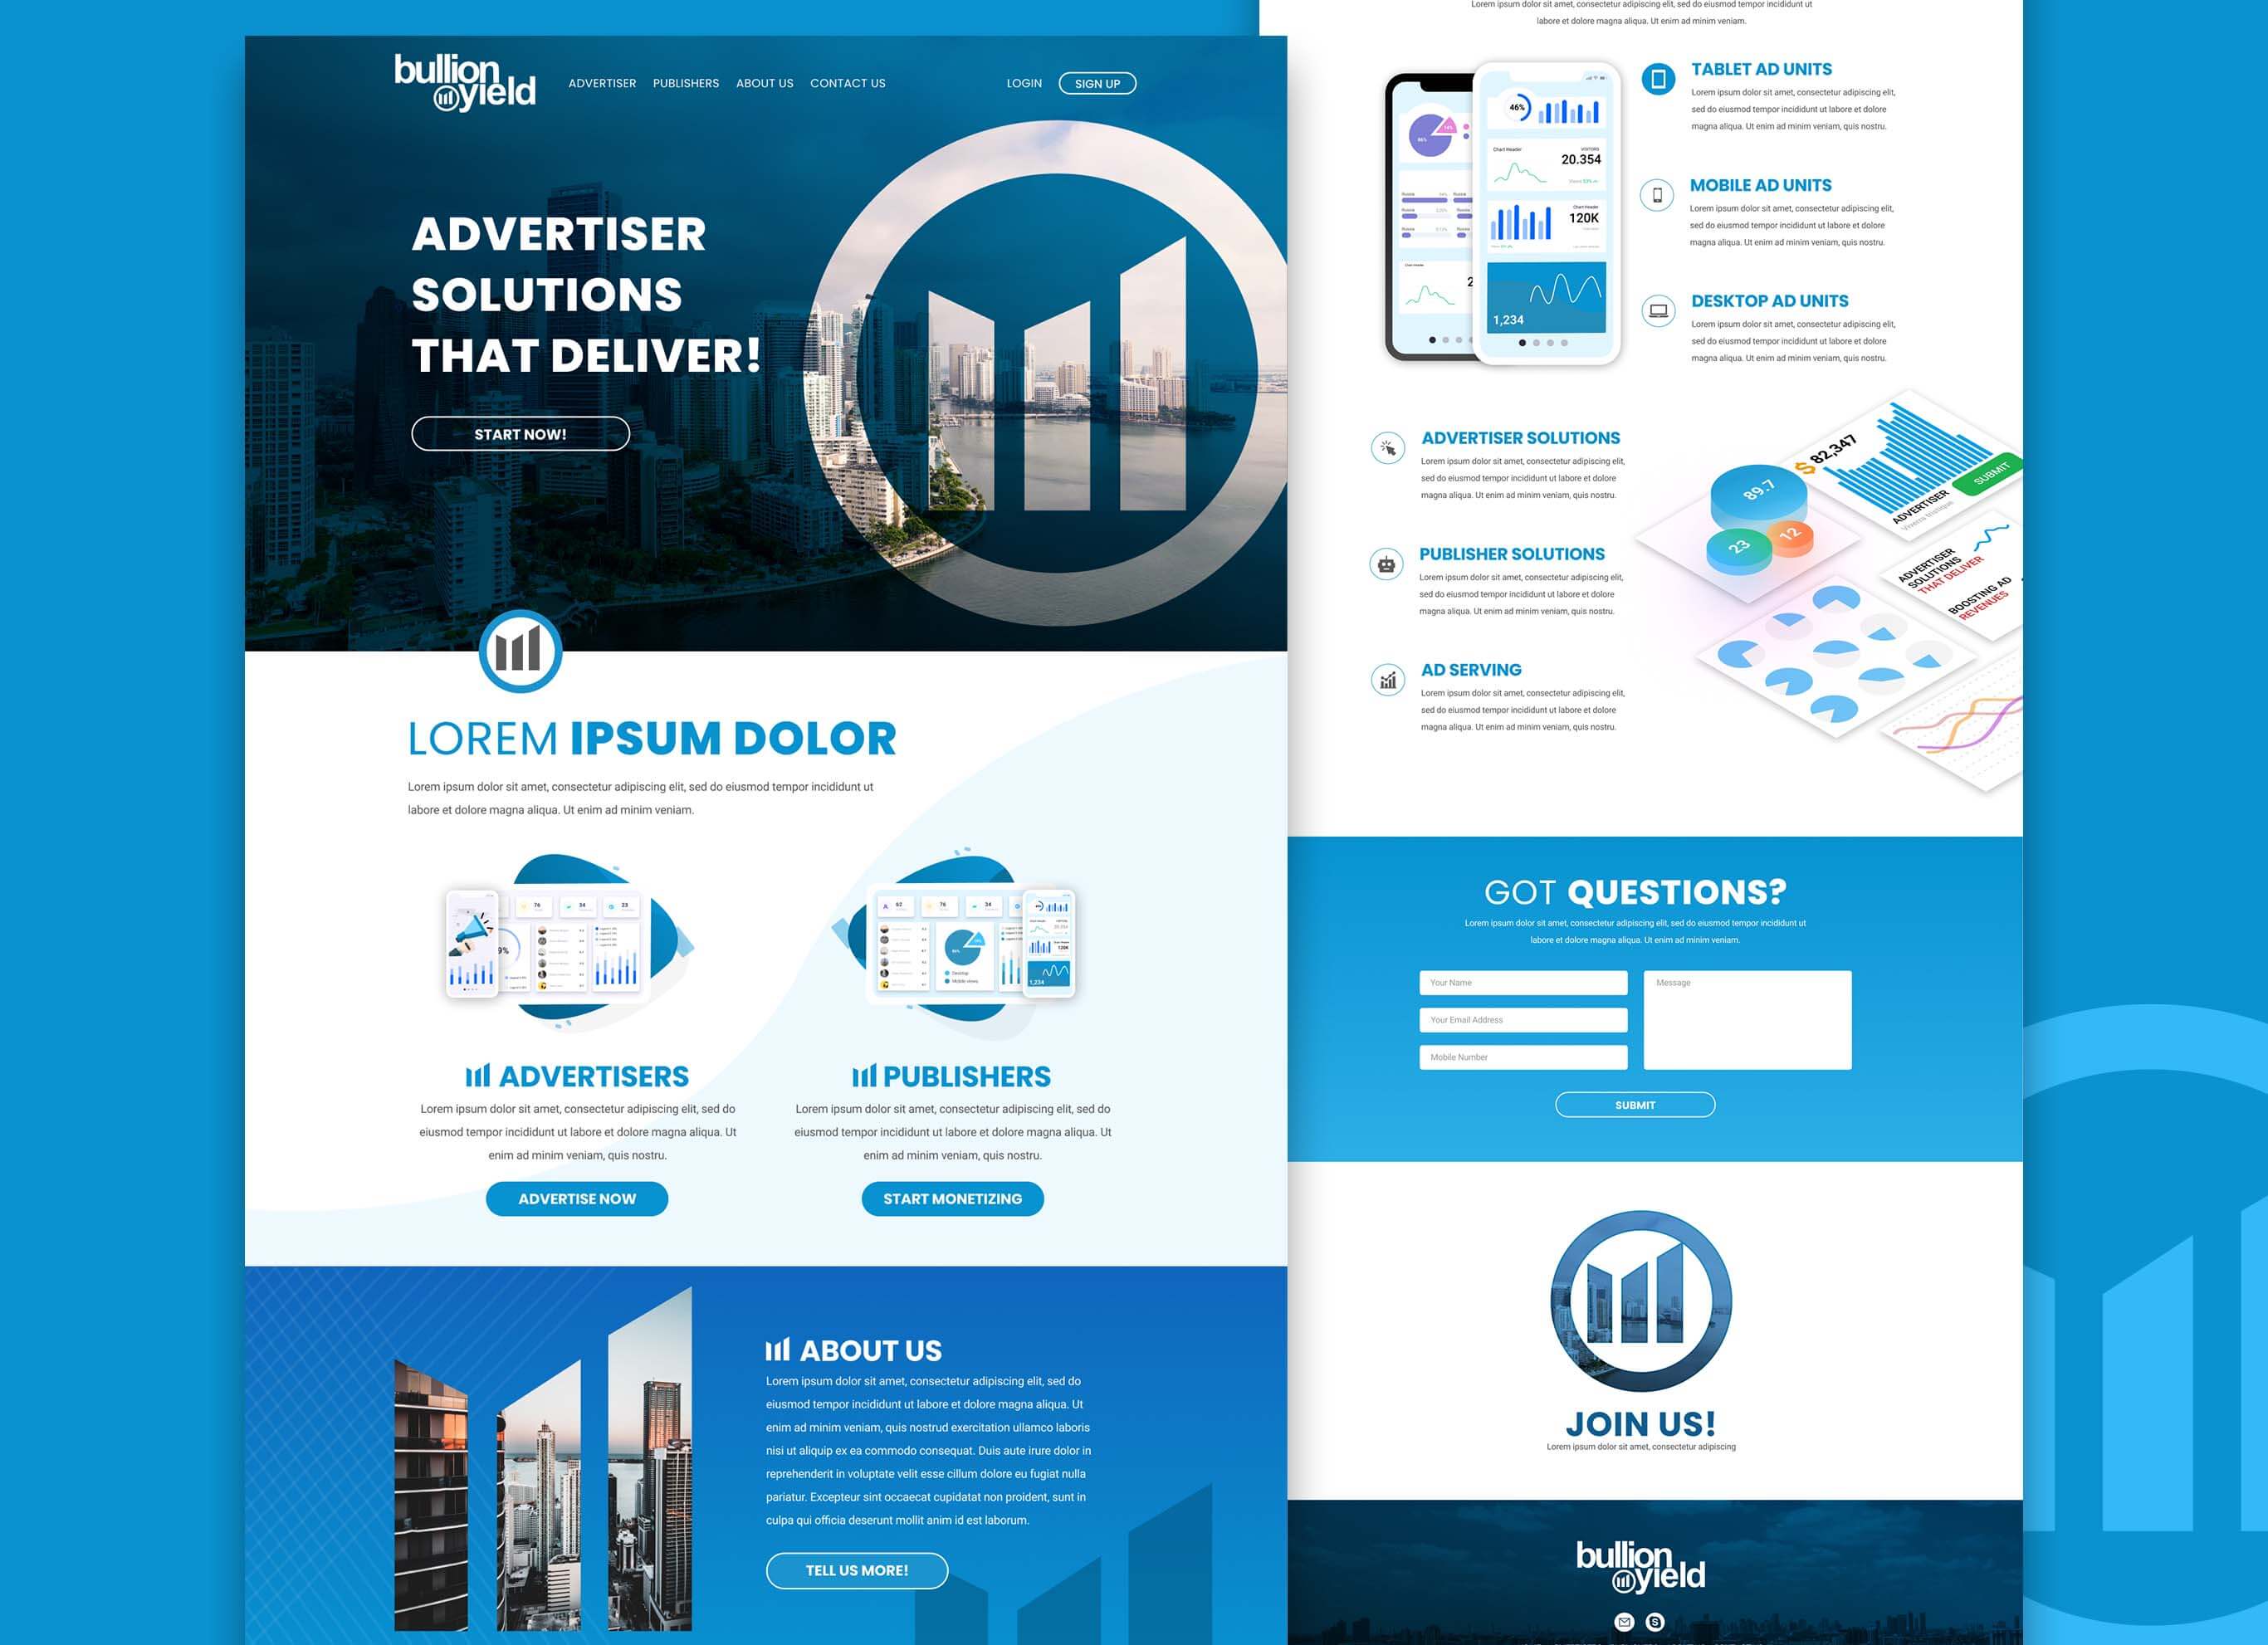 bullion
yield
ADVERTISER PUBLISHERS ABOUT US CONTACT US
LOGIN SIGN UP
ADVERTISER
SOLUTIONS
THAT DELIVER!
START NOW!
LOREM IPSUM DOLOR
Lorem ipsum dolor sit amet, consectetur adipiscing elit, sed do eiusmod tempor incididunt ut
labore et dolore magna aliqua. Ut enim ad minim veniam.
76 34 23
9%
A 62 76 34
Desktop
Mobile views
120K
1,234
ADVERTISERS
Lorem ipsum dolor sit amet, consectetur adipiscing elit, sed do
eiusmod tempor incididunt ut labore et dolore magna aliqua. Ut
enim ad minim veniam, quis nostru.
ADVERTISE NOW
PUBLISHERS
Lorem ipsum dolor sit amet, consectetur adipiscing elit, sed do
eiusmod tempor incididunt ut labore et dolore magna aliqua. Ut
enim ad minim veniam, quis nostru.
START MONETIZING
ABOUT US
Lorem ipsum dolor sit amet, consectetur adipiscing elit, sed do
eiusmod tempor incididunt ut labore et dolore magna aliqua. Ut
enim ad minim veniam, quis nostrud exercitation ullamco laboris
nisi ut aliquip ex ea commodo consequat. Duis aute irure dolor in
reprehenderit in voluptate velit esse cillum dolore eu fugiat nulla
pariatur. Excepteur sint occaecat cupidatat non proident, sunt in
culpa qui officia deserunt mollit anim id est laborum.
TELL US MORE!
Lorem ipsum dolor sit amet, consectetur adipiscing elit, sed do eiusmod tempor incididunt ut
labore et dolore magna aliqua. Ut enim ad minim veniam.
46%
Chart Header
VISITORS
20.354
Chart Header
120K
1,234
TABLET AD UNITS
Lorem ipsum dolor sit amet, consectetur adipiscing elit,
sed do eiusmod tempor incididunt ut labore et dolore
magna aliqua. Ut enim ad minim veniam, quis nostru.
MOBILE AD UNITS
Lorem ipsum dolor sit amet, consectetur adipiscing elit,
sed do eiusmod tempor incididunt ut labore et dolore
magna aliqua. Ut enim ad minim veniam, quis nostru.
DESKTOP AD UNITS
Lorem ipsum dolor sit amet, consectetur adipiscing elit,
sed do eiusmod tempor incididunt ut labore et dolore
magna aliqua. Ut enim ad minim veniam, quis nostru.
ADVERTISER SOLUTIONS
Lorem ipsum dolor sit amet, consectetur adipiscing elit,
sed do eiusmod tempor incididunt ut labore et dolore
magna aliqua. Ut enim ad minim veniam, quis nostru.
PUBLISHER SOLUTIONS
Lorem ipsum dolor sit amet, consectetur adipiscing elit,
sed do eiusmod tempor incididunt ut labore et dolore
magna aliqua. Ut enim ad minim veniam, quis nostru.
AD SERVING
Lorem ipsum dolor sit amet, consectetur adipiscing elit,
sed do eiusmod tempor incididunt ut labore et dolore
magna aliqua. Ut enim ad minim veniam, quis nostru.
$ 82,347
89.7
23
12
ADVERTISER
Viverra tristique
SUBMIT
ADVERTISER
SOLUTIONS
THAT DELIVER
BOOSTING AD
REVENUES
GOT QUESTIONS?
Lorem ipsum dolor sit amet, consectetur adipiscing elit, sed do eiusmod tempor incididunt ut
labore et dolore magna aliqua. Ut enim ad minim veniam.
Your Name
Your Email Address
Mobile Number
Message
SUBMIT
JOIN US!
Lorem ipsum dolor sit amet, consectetur adipiscing
bullion
yield